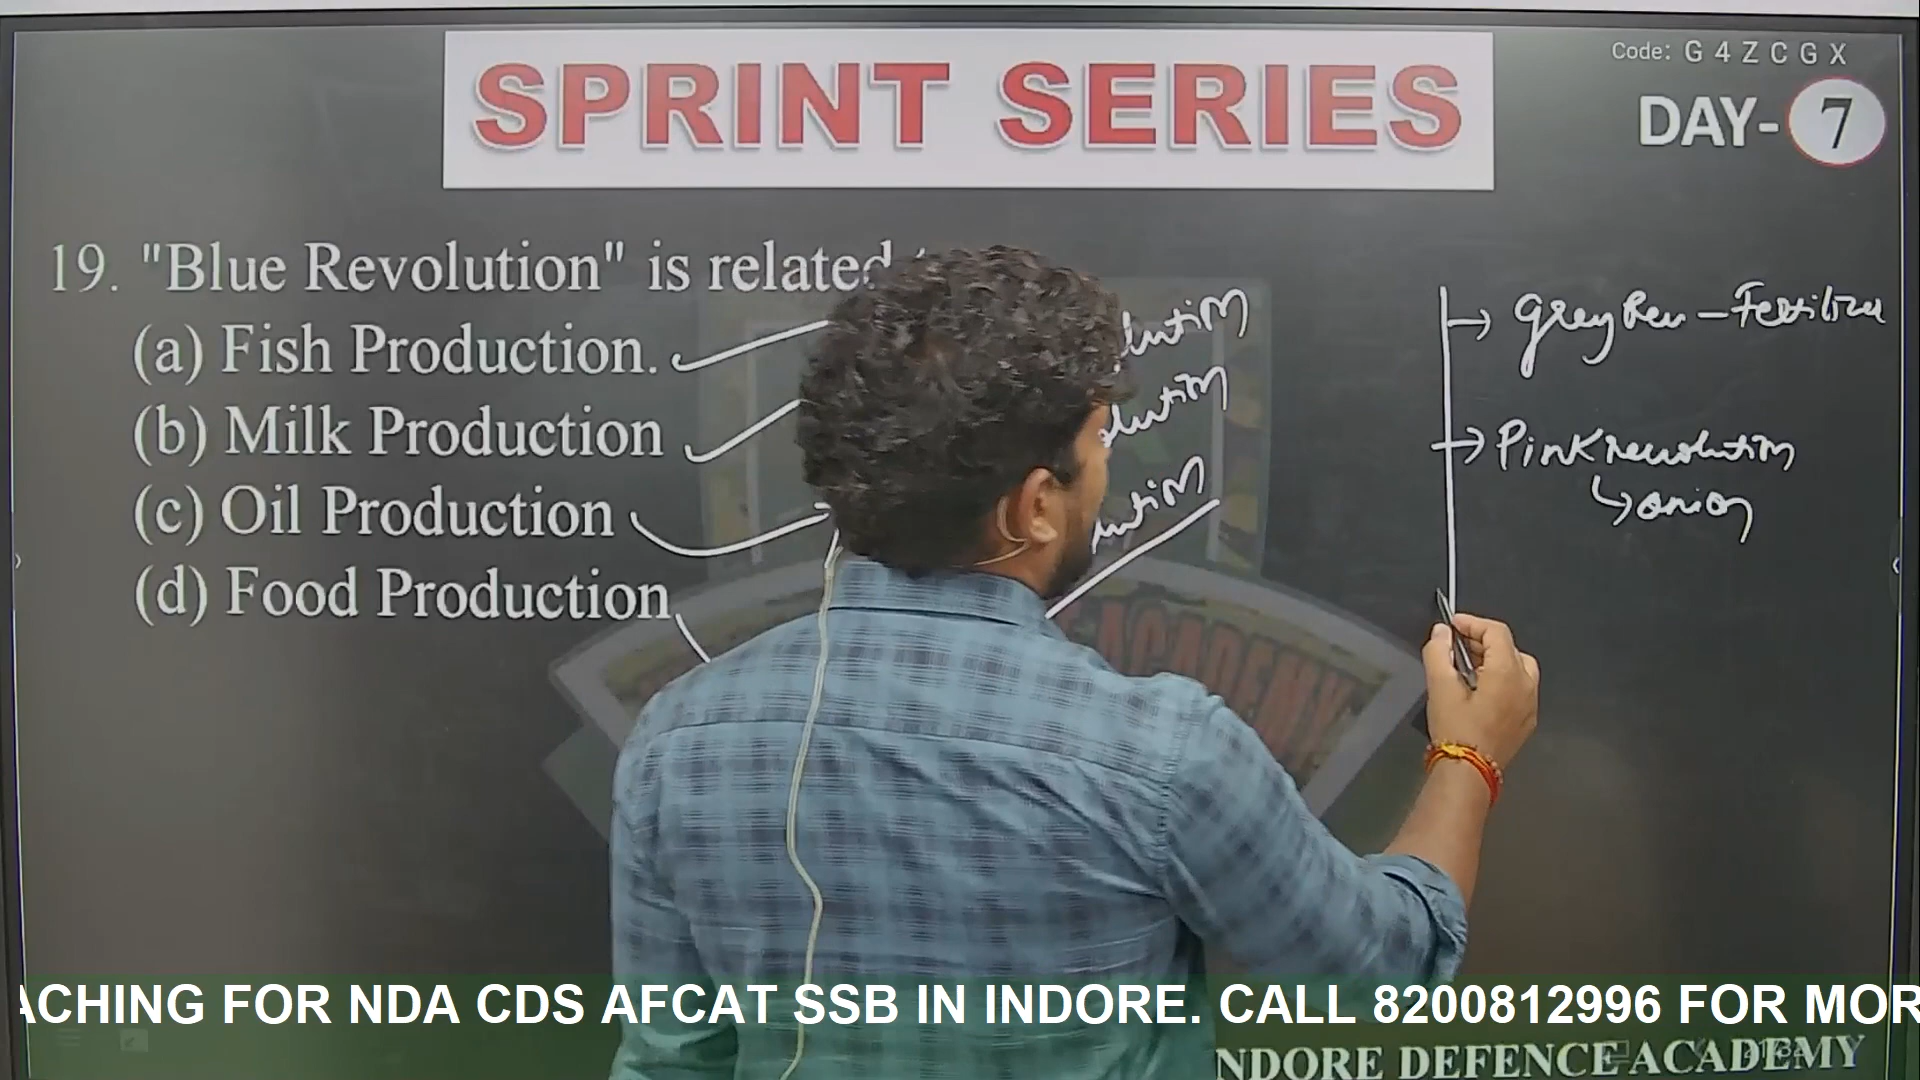 SPRINT SERIES
Code: G 4 Z C G X
DAY- 7
19. "Blue Revolution" is related
(a) Fish Production.
(b) Milk Production
(c) Oil Production
(d) Food Production
Grey Rev - Fertilizer
Pink revolution
↳ onion
ACADEMY
ACHING FOR NDA CDS AFCAT SSB IN INDORE. CALL 8200812996 FOR MOR
NDORE DEFENCE ACADEMY